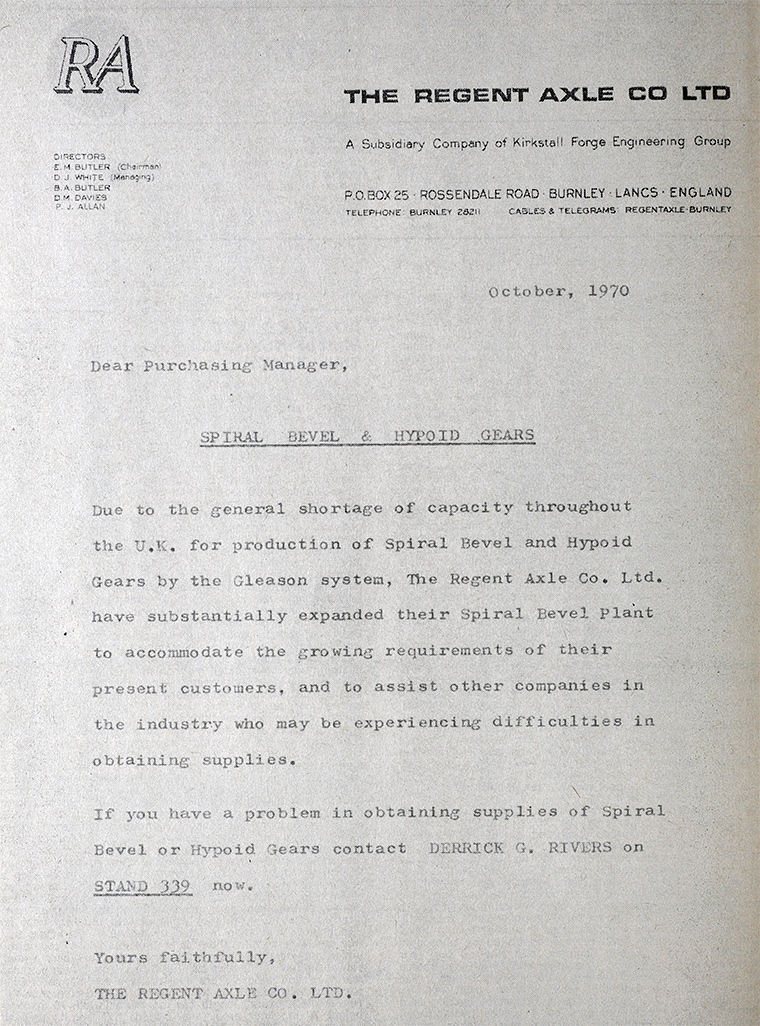 RA
THE REGENT AXLE CO LTD
A Subsidiary Company of Kirkstall Forge Engineering Group
DIRECTORS
E. M. BUTLER (Chairman)
D. J. WHITE (Managing)
B. A. BUTLER
D. M. DAVIES
P. J. ALLAN
P.O. BOX 25 · ROSSENDALE ROAD · BURNLEY · LANCS · ENGLAND
TELEPHONE: BURNLEY 28211 CABLES & TELEGRAMS: REGENTAXLE·BURNLEY
October, 1970
Dear Purchasing Manager,
SPIRAL BEVEL & HYPOID GEARS
Due to the general shortage of capacity throughout
the U.K. for production of Spiral Bevel and Hypoid
Gears by the Gleason system, The Regent Axle Co. Ltd.
have substantially expanded their Spiral Bevel Plant
to accommodate the growing requirements of their
present customers, and to assist other companies in
the industry who may be experiencing difficulties in
obtaining supplies.
If you have a problem in obtaining supplies of Spiral
Bevel or Hypoid Gears contact DERRICK G. RIVERS on
STAND 339 now.
Yours faithfully,
THE REGENT AXLE CO. LTD.